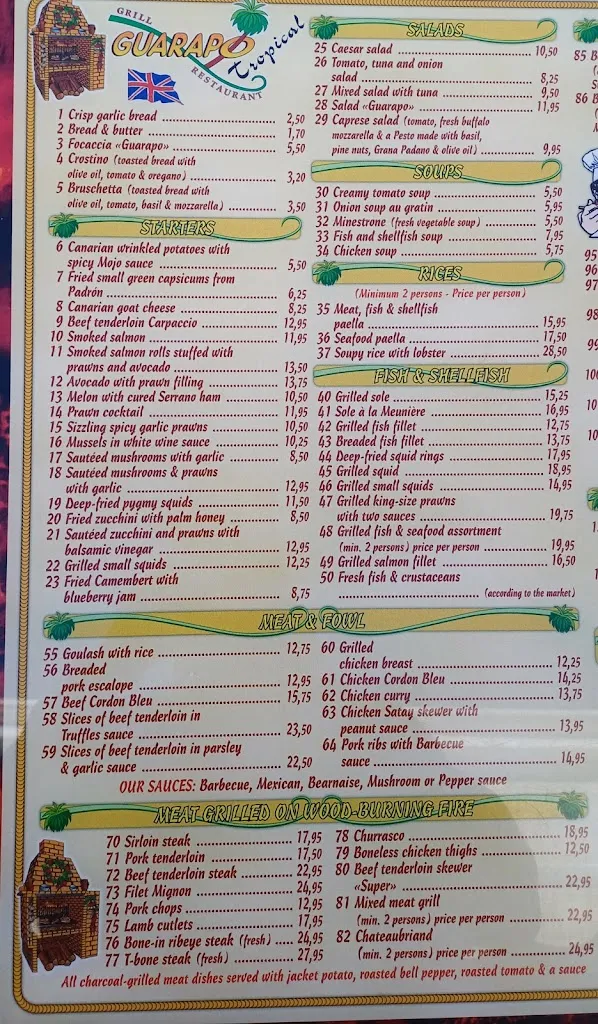 GRILL
GUARAPO
Tropical
RESTAURANT
1 Crisp garlic bread 2,50
2 Bread & butter 1,70
3 Focaccia «Guarapo» 5,50
4 Crostino (toasted bread with
olive oil, tomato & oregano) 3,20
5 Bruschetta (toasted bread with
olive oil, tomato, basil & mozzarella) 3,50
STARTERS
6 Canarian wrinkled potatoes with
spicy Mojo sauce 5,50
7 Fried small green capsicums from
Padrón 6,25
8 Canarian goat cheese 8,25
9 Beef tenderloin Carpaccio 12,95
10 Smoked salmon 11,95
11 Smoked salmon rolls stuffed with
prawns and avocado 13,50
12 Avocado with prawn filling 13,75
13 Melon with cured Serrano ham 10,50
14 Prawn cocktail 11,95
15 Sizzling spicy garlic prawns 10,50
16 Mussels in white wine sauce 10,25
17 Sautéed mushrooms with garlic 8,50
18 Sautéed mushrooms & prawns
with garlic 12,95
19 Deep-fried pygmy squids 11,50
20 Fried zucchini with palm honey 8,50
21 Sautéed zucchini and prawns with
balsamic vinegar 12,95
22 Grilled small squids 12,25
23 Fried Camembert with
blueberry jam 8,75
SALADS
25 Caesar salad 10,50
26 Tomato, tuna and onion
salad 8,25
27 Mixed salad with tuna 9,50
28 Salad «Guarapo» 11,95
29 Caprese salad (tomato, fresh buffalo
mozzarella & a Pesto made with basil,
pine nuts, Grana Padano & olive oil) 9,95
SOUPS
30 Creamy tomato soup 5,50
31 Onion soup au gratin 5,95
32 Minestrone (fresh vegetable soup) 5,50
33 Fish and shellfish soup 7,95
34 Chicken soup 5,75
RICES
(Minimum 2 persons - Price per person)
35 Meat, fish & shellfish
paella 15,95
36 Seafood paella 17,50
37 Soupy rice with lobster 28,50
FISH & SHELLFISH
40 Grilled sole 15,25
41 Sole à la Meunière 16,95
42 Grilled fish fillet 12,75
43 Breaded fish fillet 13,75
44 Deep-fried squid rings 17,95
45 Grilled squid 18,95
46 Grilled small squids 14,95
47 Grilled king-size prawns
with two sauces 19,75
48 Grilled fish & seafood assortment
(min. 2 persons) price per person 19,95
49 Grilled salmon fillet 16,50
50 Fresh fish & crustaceans
(according to the market)
MEAT & FOWL
55 Goulash with rice 12,75
56 Breaded
pork escalope 12,95
57 Beef Cordon Bleu 15,75
58 Slices of beef tenderloin in
Truffles sauce 23,50
59 Slices of beef tenderloin in parsley
& garlic sauce 22,50
60 Grilled
chicken breast 12,25
61 Chicken Cordon Bleu 14,25
62 Chicken curry 13,75
63 Chicken Satay skewer with
peanut sauce 13,95
64 Pork ribs with Barbecue
sauce 14,95
OUR SAUCES: Barbecue, Mexican, Bearnaise, Mushroom or Pepper sauce
MEAT GRILLED ON WOOD-BURNING FIRE
70 Sirloin steak 17,95
71 Pork tenderloin 17,50
72 Beef tenderloin steak 22,95
73 Filet Mignon 24,95
74 Pork chops 12,95
75 Lamb cutlets 17,95
76 Bone-in ribeye steak (fresh) 24,95
77 T-bone steak (fresh) 27,95
78 Churrasco 18,95
79 Boneless chicken thighs 12,50
80 Beef tenderloin skewer
«Super» 22,95
81 Mixed meat grill
(min. 2 persons) price per person 22,95
82 Chateaubriand
(min. 2 persons) price per person 24,95
All charcoal-grilled meat dishes served with jacket potato, roasted bell pepper, roasted tomato & a sauce
85
86
95
96
97
98
99